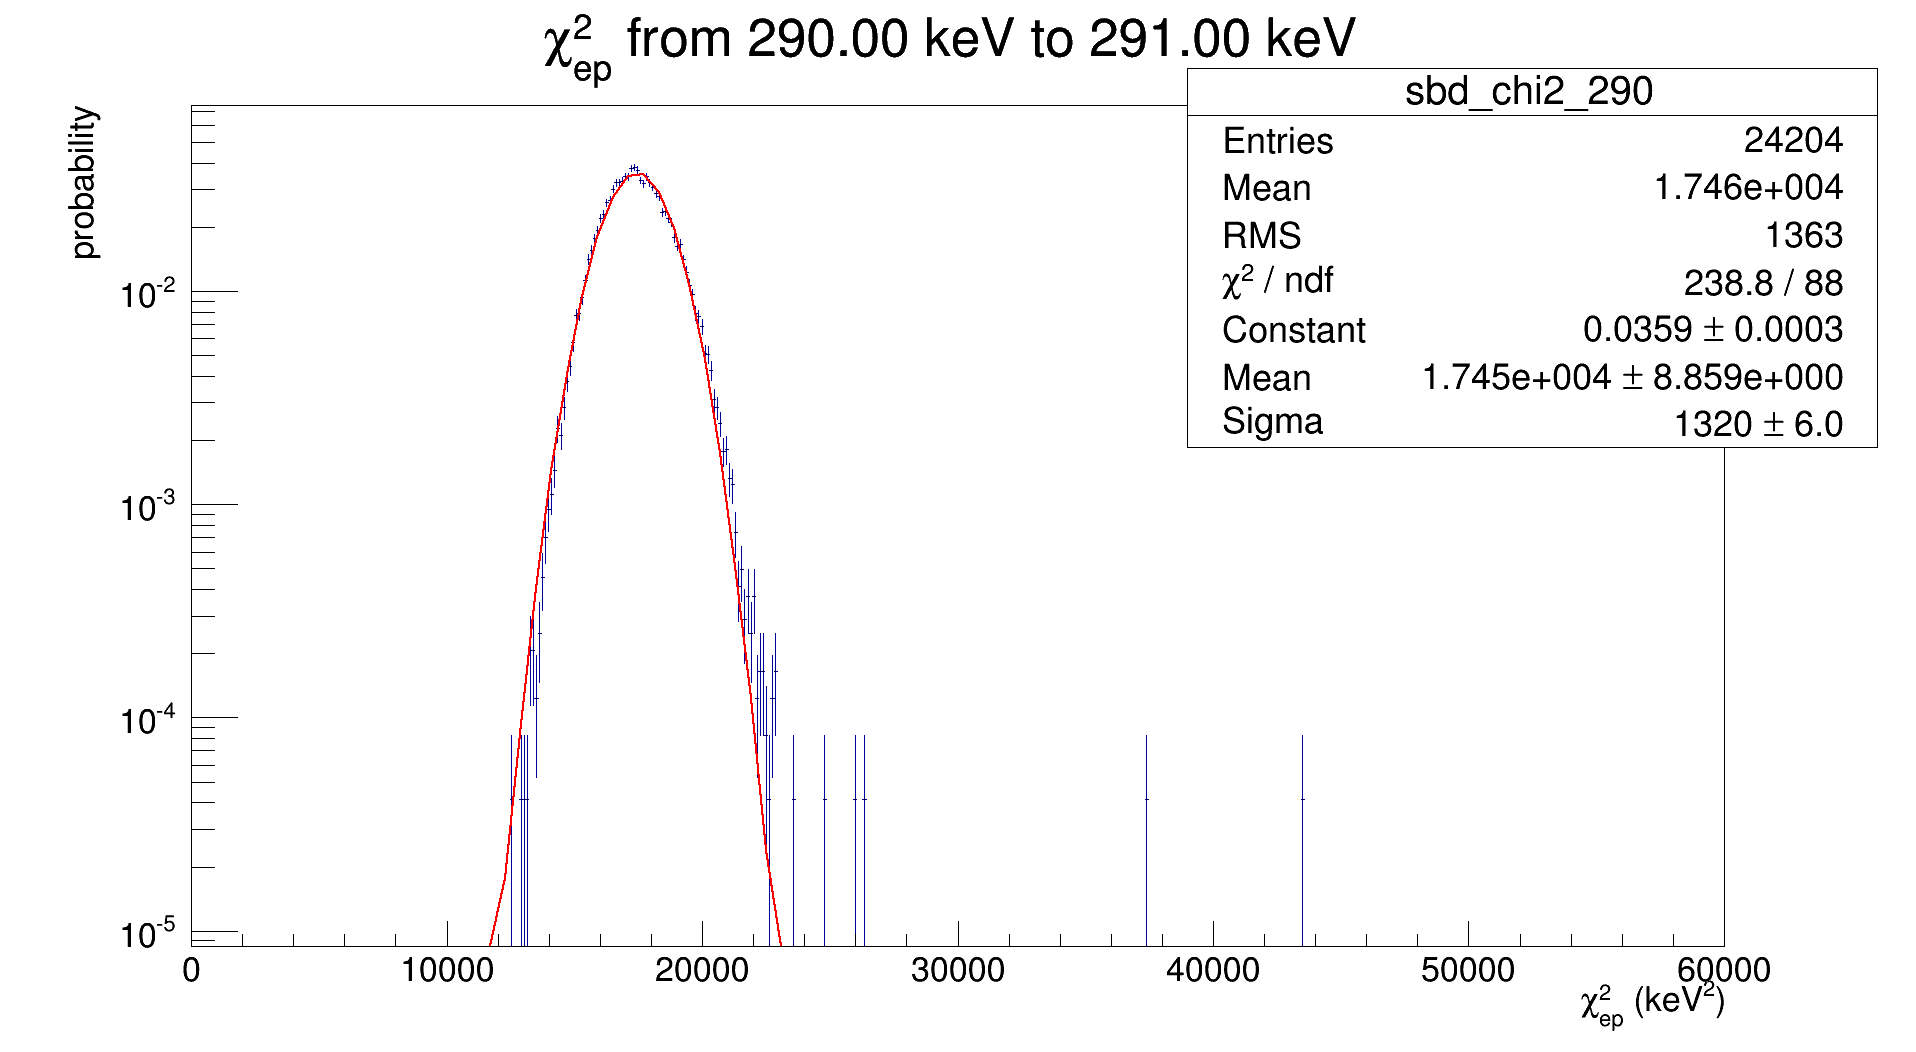 χ²ep from 290.00 keV to 291.00 keV
sbd_chi2_290
Entries 24204
Mean 1.746e+004
RMS 1363
χ² / ndf 238.8 / 88
Constant 0.0359 ± 0.0003
Mean 1.745e+004 ± 8.859e+000
Sigma 1320 ± 6.0
probability
10⁻²
10⁻³
10⁻⁴
10⁻⁵
0 10000 20000 30000 40000 50000 60000
χ²ep (keV²)